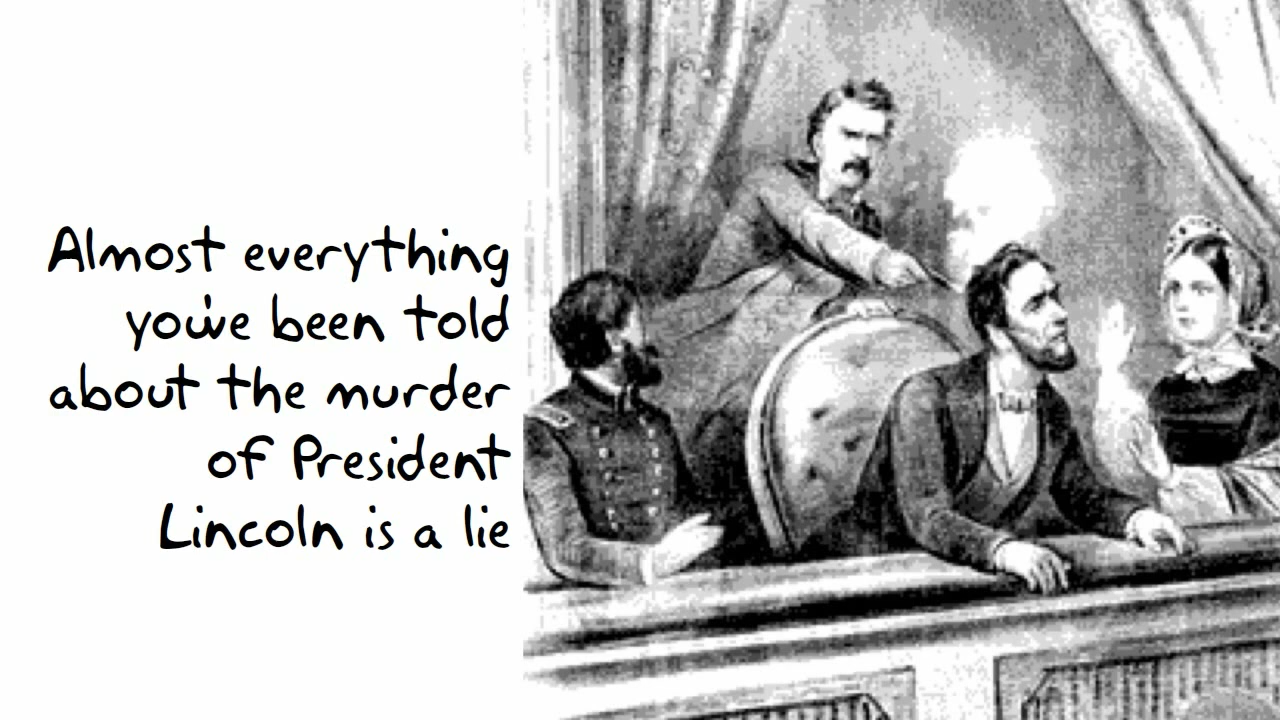 Almost everything
you've been told
about the murder
of President
Lincoln is a lie